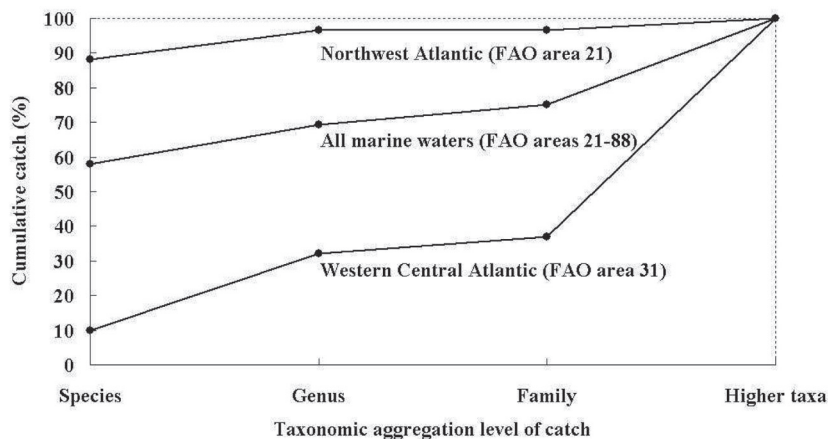 100
90
80
70
60
50
40
30
20
10
0
Cumulative catch (%)
Northwest Atlantic (FAO area 21)
All marine waters (FAO areas 21-88)
Western Central Atlantic (FAO area 31)
Species Genus Family Higher taxa
Taxonomic aggregation level of catch